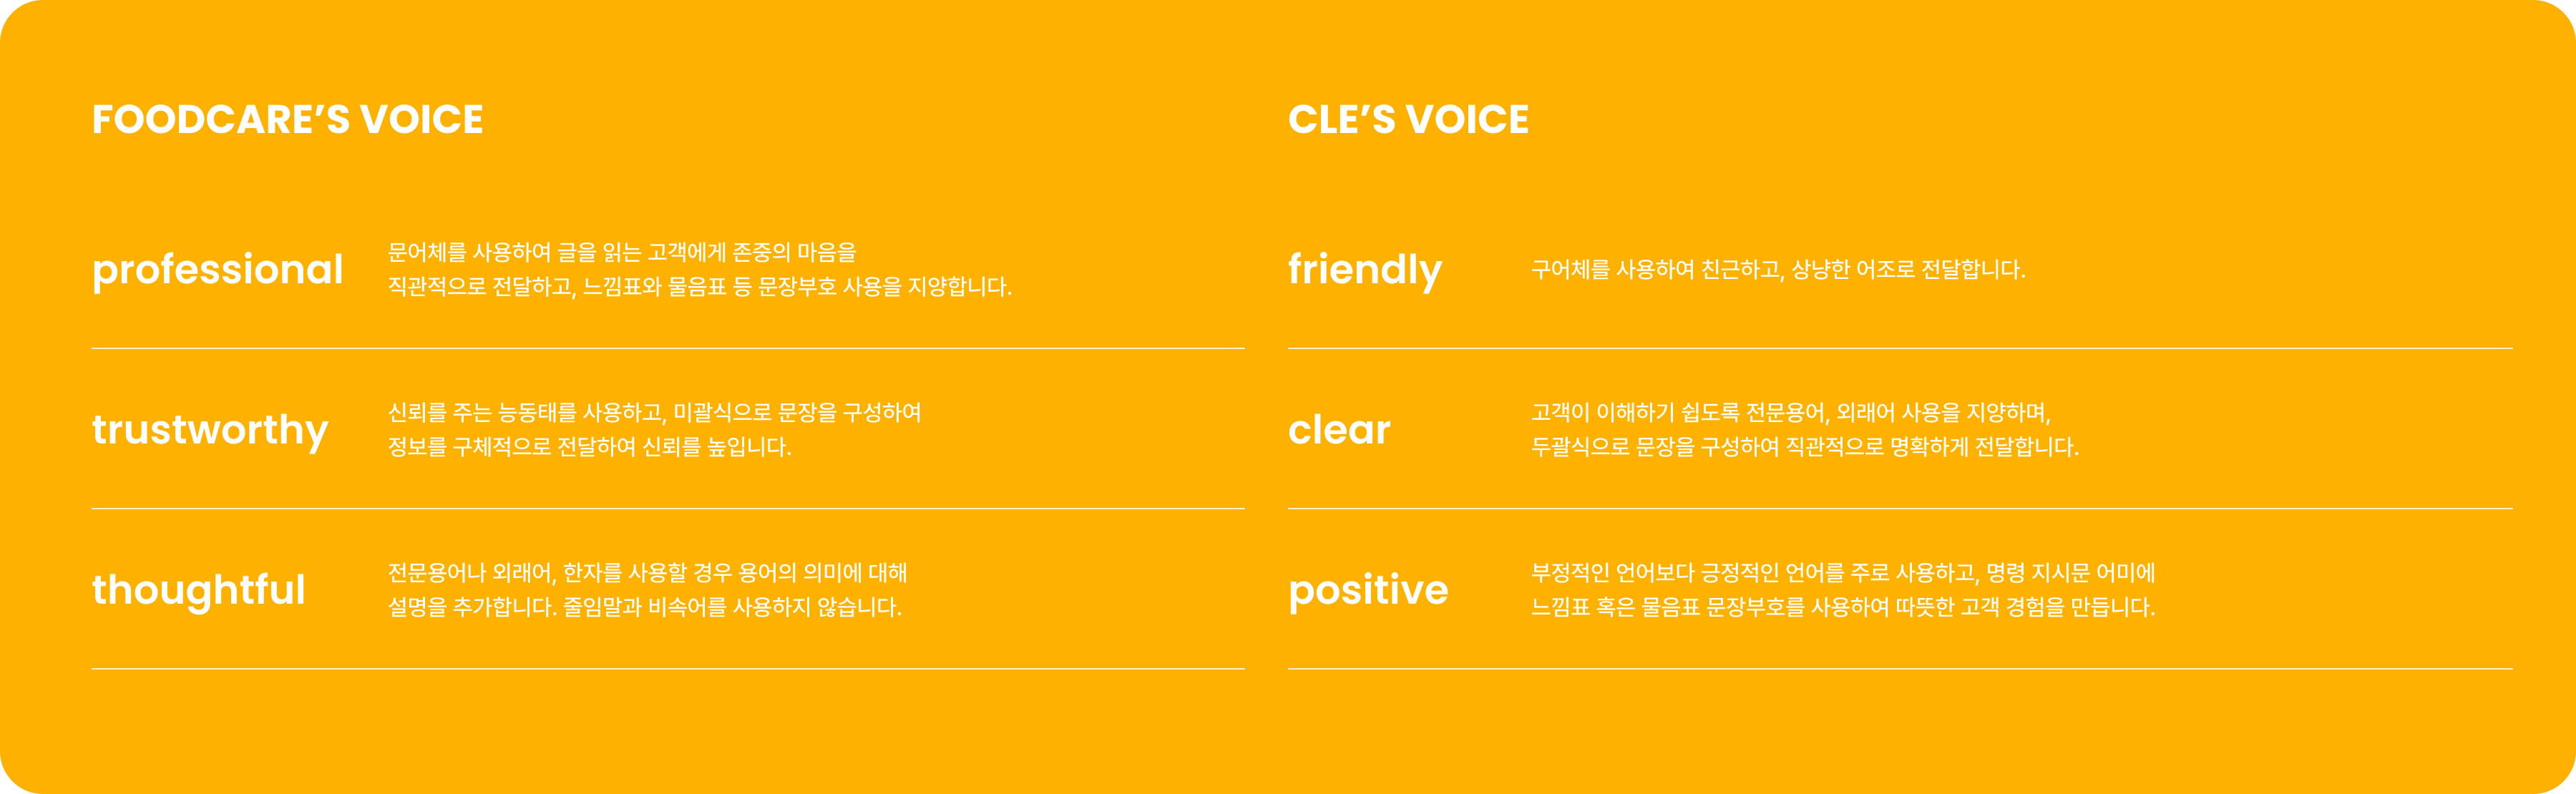 FOODCARE’S VOICE
professional
문어체를 사용하여 글을 읽는 고객에게 존중의 마음을
직관적으로 전달하고, 느낌표와 물음표 등 문장부호 사용을 지양합니다.
trustworthy
신뢰를 주는 능동태를 사용하고, 미괄식으로 문장을 구성하여
정보를 구체적으로 전달하여 신뢰를 높입니다.
thoughtful
전문용어나 외래어, 한자를 사용할 경우 용어의 의미에 대해
설명을 추가합니다. 줄임말과 비속어를 사용하지 않습니다.
CLE’S VOICE
friendly
구어체를 사용하여 친근하고, 상냥한 어조로 전달합니다.
clear
고객이 이해하기 쉽도록 전문용어, 외래어 사용을 지양하며,
두괄식으로 문장을 구성하여 직관적으로 명확하게 전달합니다.
positive
부정적인 언어보다 긍정적인 언어를 주로 사용하고, 명령 지시문 어미에
느낌표 혹은 물음표 문장부호를 사용하여 따뜻한 고객 경험을 만듭니다.